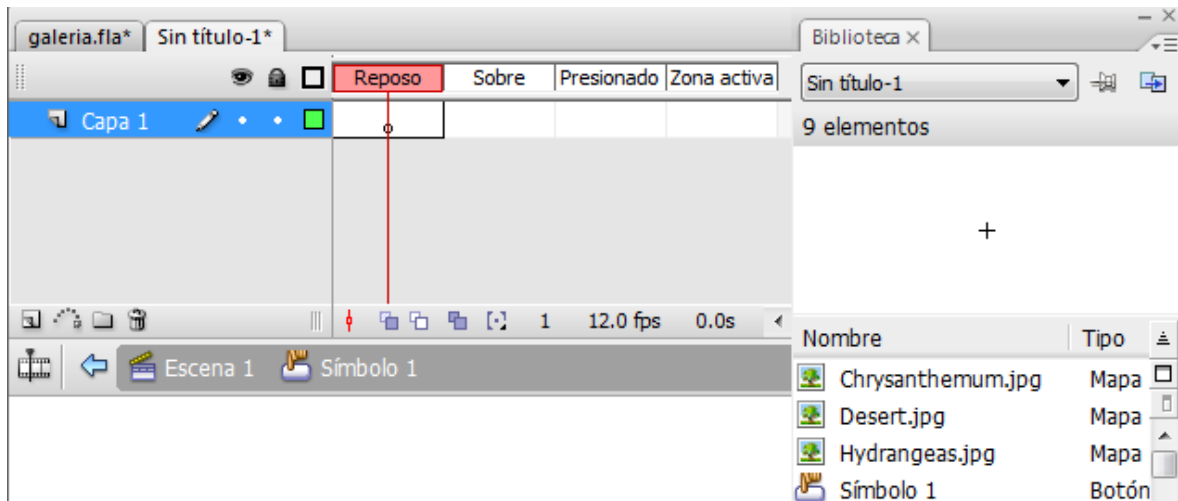 galeria.fla* Sin título-1*
Reposo Sobre Presionado Zona activa
Capa 1
1 12.0 fps 0.0s
Escena 1 Símbolo 1
Biblioteca
Sin título-1
9 elementos
Nombre Tipo
Chrysanthemum.jpg Mapa
Desert.jpg Mapa
Hydrangeas.jpg Mapa
Símbolo 1 Botón